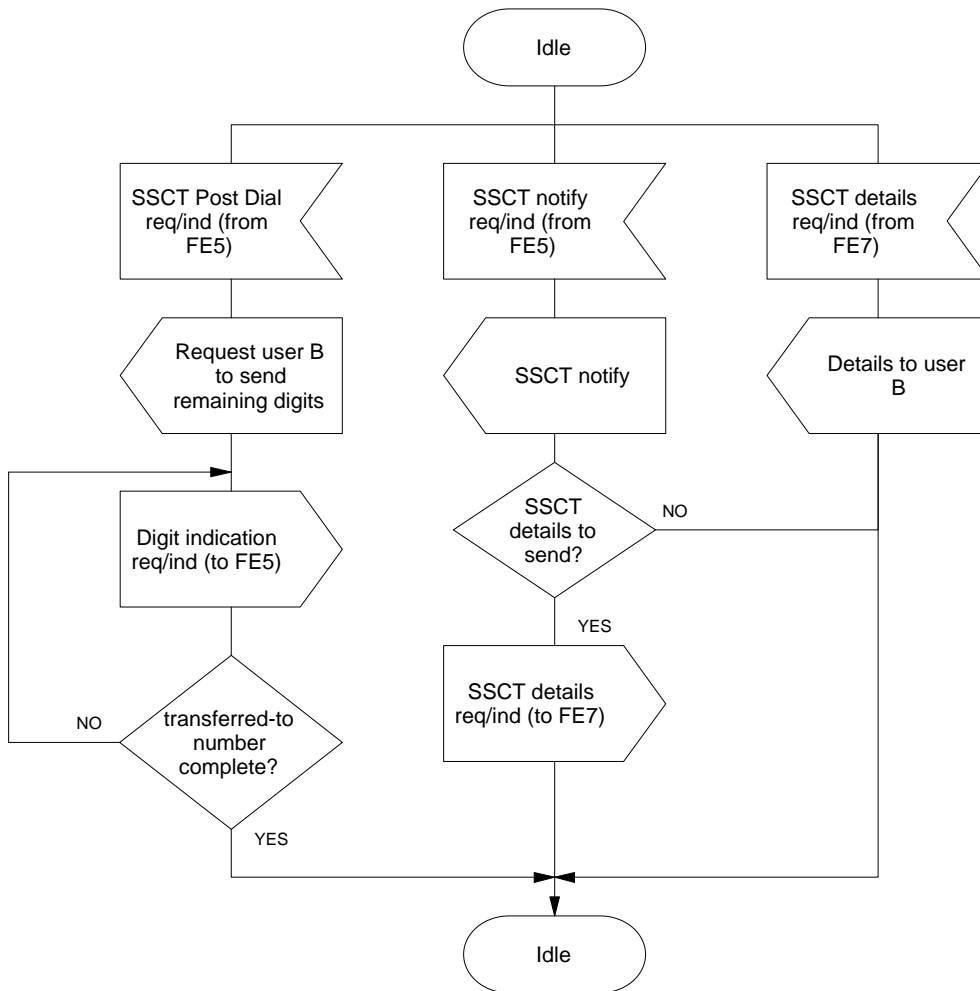 Idle
SSCT Post Dial
req/ind (from
FE5)
SSCT notify
req/ind (from
FE5)
SSCT details
req/ind (from
FE7)
Request user B
to send
remaining digits
SSCT notify
Details to user
B
Digit indication
req/ind (to FE5)
SSCT
details to
send?
NO
YES
SSCT details
req/ind (to FE7)
NO
transferred-to
number
complete?
YES
Idle